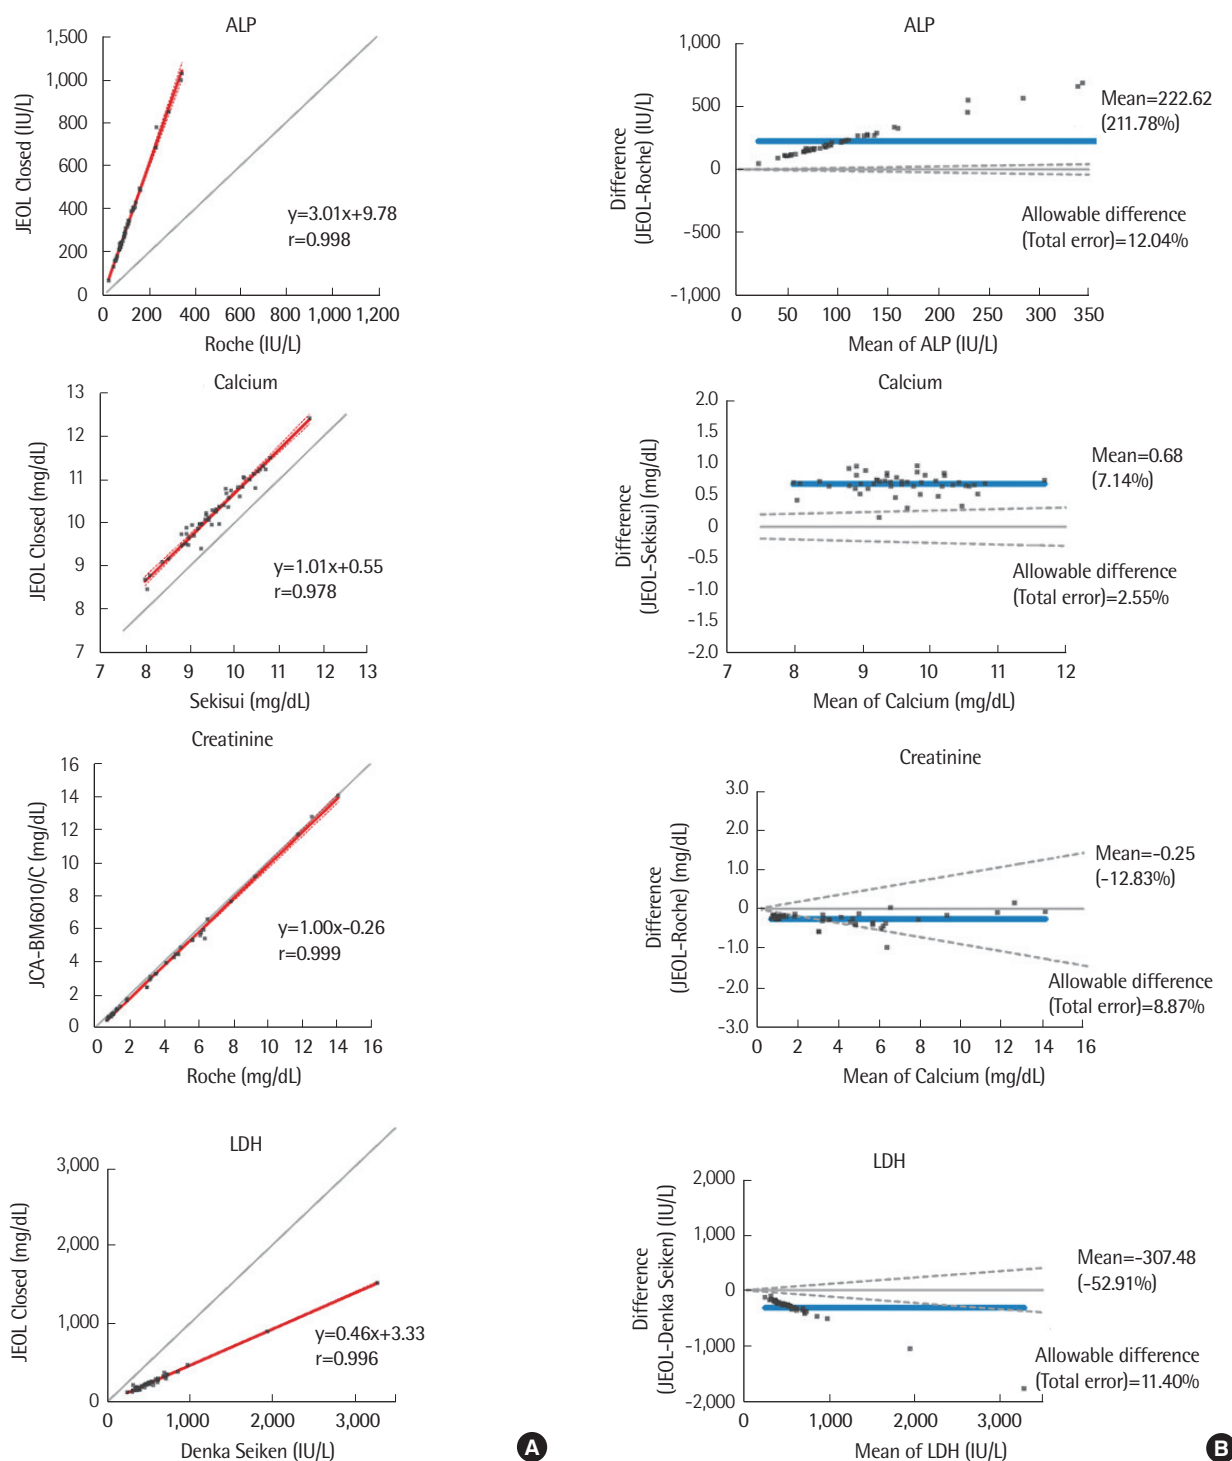 ALP
1,500
1,000
800
600
400
200
0
JEOL Closed (IU/L)
y=3.01x+9.78
r=0.998
0 200 400 600 800 1,000 1,200
Roche (IU/L)
ALP
1,000
500
0
-500
-1,000
Difference
(JEOL-Roche) (IU/L)
Mean=222.62
(211.78%)
Allowable difference
(Total error)=12.04%
0 50 100 150 200 250 300 350
Mean of ALP (IU/L)
Calcium
13
12
11
10
9
8
7
JEOL Closed (mg/dL)
y=1.01x+0.55
r=0.978
7 8 9 10 11 12 13
Sekisui (mg/dL)
Calcium
2.0
1.5
1.0
0.5
0
-0.5
-1.0
-1.5
-2.0
Difference
(JEOL-Sekisui) (mg/dL)
Mean=0.68
(7.14%)
Allowable difference
(Total error)=2.55%
7 8 9 10 11 12
Mean of Calcium (mg/dL)
Creatinine
16
14
12
10
8
6
4
2
0
JCA-BM6010/C (mg/dL)
y=1.00x-0.26
r=0.999
0 2 4 6 8 10 12 14 16
Roche (mg/dL)
Creatinine
3.0
2.0
1.0
0
-1.0
-2.0
-3.0
Difference
(JEOL-Roche) (mg/dL)
Mean=-0.25
(-12.83%)
Allowable difference
(Total error)=8.87%
0 2 4 6 8 10 12 14 16
Mean of Calcium (mg/dL)
LDH
3,000
2,000
1,000
0
JEOL Closed (mg/dL)
y=0.46x+3.33
r=0.996
0 1,000 2,000 3,000
Denka Seiken (IU/L)
A
LDH
2,000
1,000
0
-1,000
-2,000
Difference
(JEOL-Denka Seiken) (IU/L)
Mean=-307.48
(-52.91%)
Allowable difference
(Total error)=11.40%
0 1,000 2,000 3,000
Mean of LDH (IU/L)
B